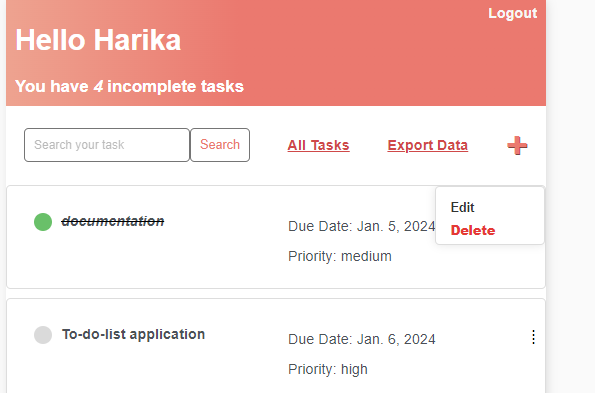 Logout
Hello Harika
You have 4 incomplete tasks
Search your task
Search
All Tasks
Export Data
documentation
Due Date: Jan. 5, 2024
Priority: medium
Edit
Delete
To-do-list application
Due Date: Jan. 6, 2024
Priority: high